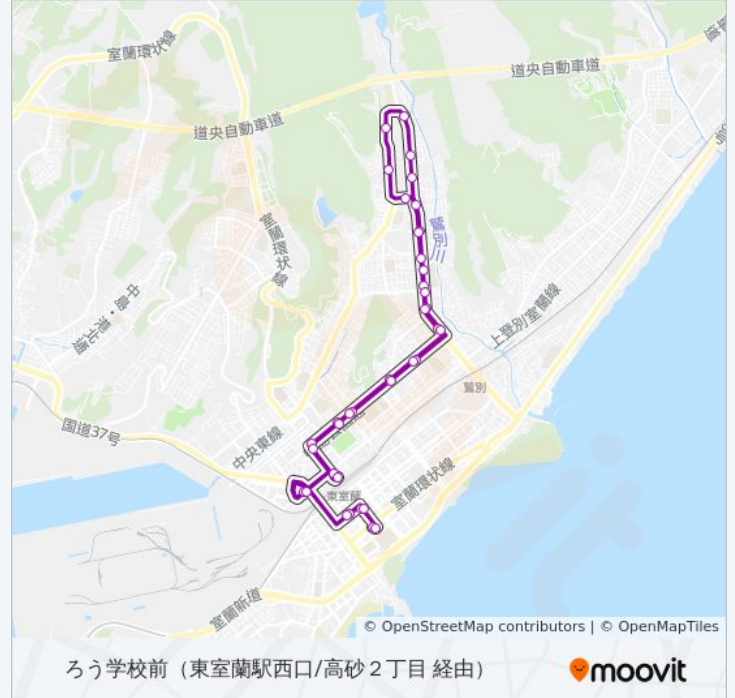 室蘭環状線
道央自動車道
道央自動車道
室蘭環状線
鷲別川
中島・港北通
上登別室蘭線
鷲別
国道37号
中央東線
東室蘭
室蘭環状線
室蘭新道
© OpenStreetMap contributors | © OpenMapTiles
ろう学校前（東室蘭駅西口/高砂２丁目 経由）
moovit